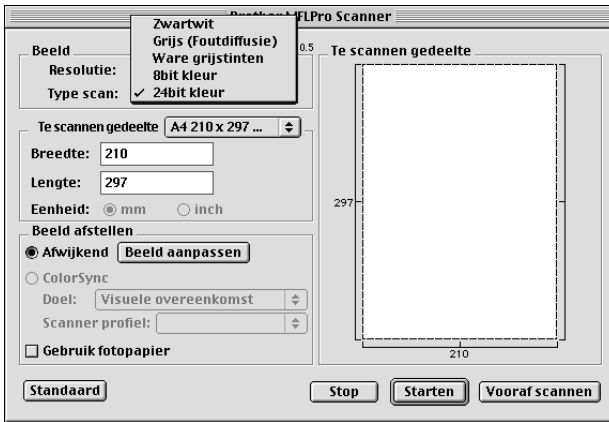 Brother MFLPro Scanner
Zwartwit
Grijs (Foutdiffusie)
Ware grijstinten
8bit kleur
✓ 24bit kleur
Beeld
0.5
Resolutie:
Type scan:
Te scannen gedeelte A4 210 x 297 ...
Breedte: 210
Lengte: 297
Eenheid: mm inch
Beeld afstellen
Afwijkend Beeld aanpassen
ColorSync
Doel: Visuele overeenkomst
Scanner profiel:
Gebruik fotopapier
Te scannen gedeelte
297
210
Standaard Stop Starten Vooraf scannen